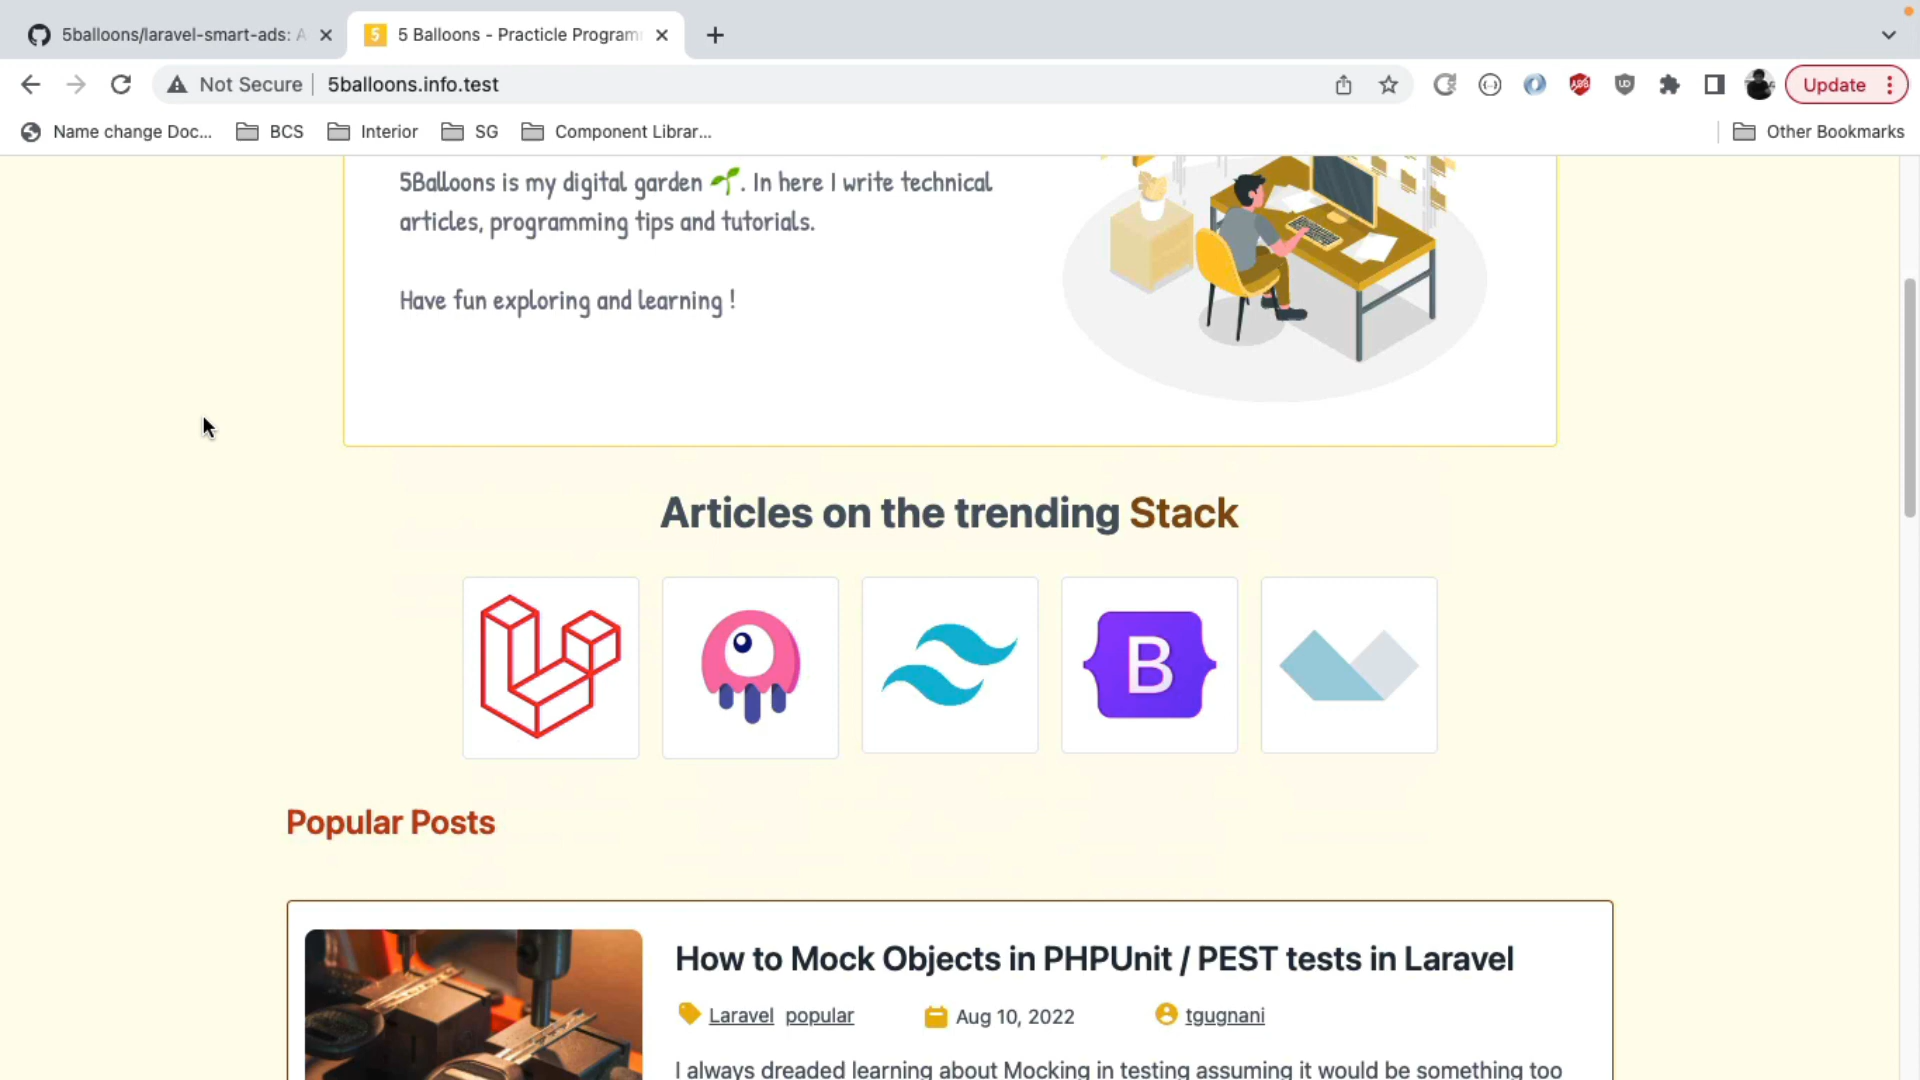 5balloons/laravel-smart-ads: A
5 5 Balloons - Practicle Program
Not Secure 5balloons.info.test
Update
Name change Doc... BCS Interior SG Component Librar... Other Bookmarks
5Balloons is my digital garden 🌱. In here I write technical
articles, programming tips and tutorials.
Have fun exploring and learning !
Articles on the trending Stack
B
Popular Posts
How to Mock Objects in PHPUnit / PEST tests in Laravel
Laravel popular Aug 10, 2022 tgugnani
I always dreaded learning about Mocking in testing assuming it would be something too